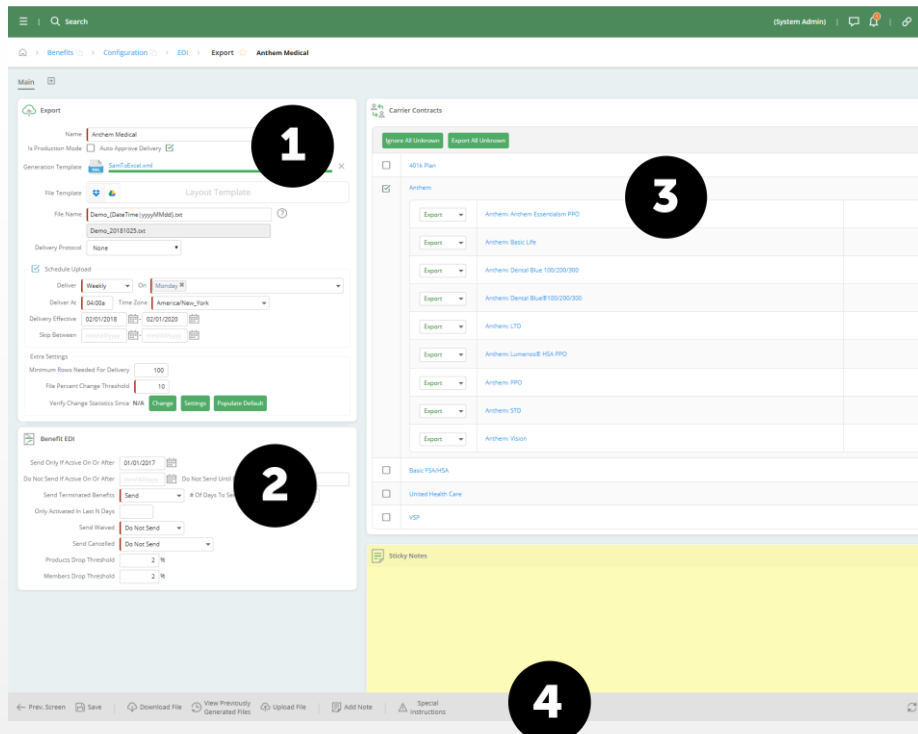 Search
(System Admin)
Benefits > Configuration > EDI > Export Anthem Medical
Main
Export
Name Anthem Medical
Is Production Mode Auto Approve Delivery
Generation Template SamToExcel.xml
File Template Layout Template
File Name Demo_{DateTime|yyyyMMdd}.txt
Demo_20181025.txt
Delivery Protocol None
Schedule Upload
Deliver Weekly On Monday
Deliver At 04:00a Time Zone America/New_York
Delivery Effective 02/01/2018 - 02/01/2020
Skip Between mm/dd/yyyy - mm/dd/yyyy
Extra Settings
Minimum Rows Needed For Delivery 100
File Percent Change Threshold 10
Verify Change Statistics Since N/A Change Settings Populate Default
1
Benefit EDI
Send Only If Active On Or After 01/01/2017
Do Not Send If Active On Or After mm/dd/yyyy Do Not Send Until
Send Terminated Benefits Send # Of Days To
Only Activated In Last N Days
Send Waived Do Not Send
Send Cancelled Do Not Send
Products Drop Threshold 2 %
Members Drop Threshold 2 %
2
Carrier Contracts
Ignore All Unknown Export All Unknown
401k Plan
Anthem
Export Anthem: Anthem Essentialsm PPO
Export Anthem: Basic Life
Export Anthem: Dental Blue 100/200/300
Export Anthem: Dental Blue®100/200/300
Export Anthem: LTD
Export Anthem: Lumenos® HSA PPO
Export Anthem: PPO
Export Anthem: STD
Export Anthem: Vision
Basic FSA/HSA
United Health Care
VSP
3
Sticky Notes
4
Prev. Screen Save Download File View Previously Generated Files Upload File Add Note Special Instructions